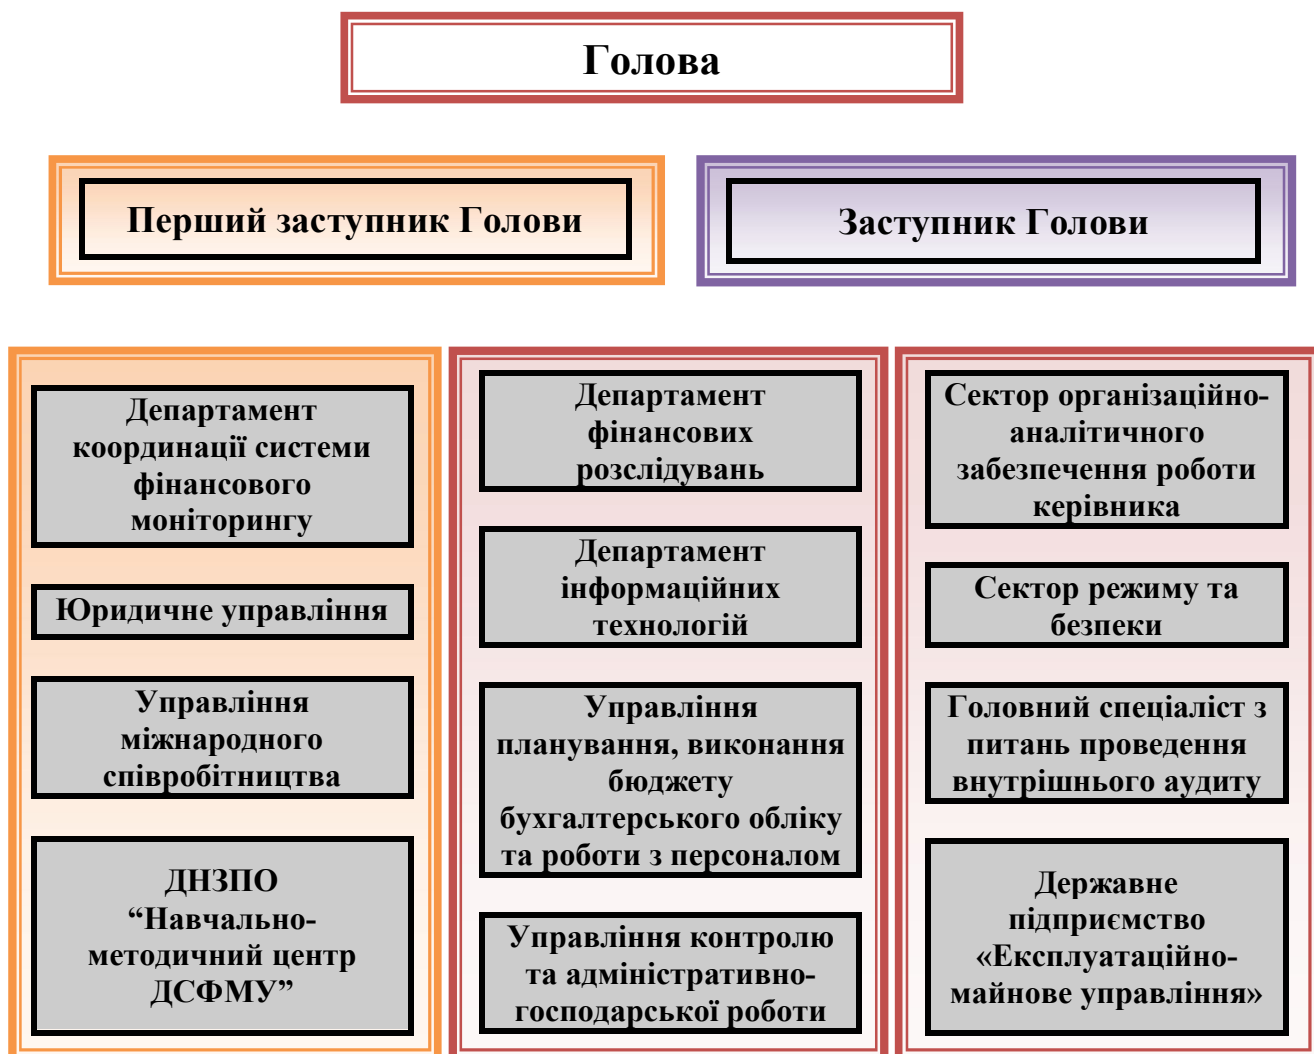 Голова
Перший заступник Голови
Заступник Голови
Департамент
координації системи
фінансового
моніторингу
Юридичне управління
Управління
міжнародного
співробітництва
ДНЗПО
“Навчально-
методичний центр
ДСФМУ”
Департамент
фінансових
розслідувань
Департамент
інформаційних
технологій
Управління
планування, виконання
бюджету
бухгалтерського обліку
та роботи з персоналом
Управління контролю
та адміністративно-
господарської роботи
Сектор організаційно-
аналітичного
забезпечення роботи
керівника
Сектор режиму та
безпеки
Головний спеціаліст з
питань проведення
внутрішнього аудиту
Державне
підприємство
«Експлуатаційно-
майнове управління»